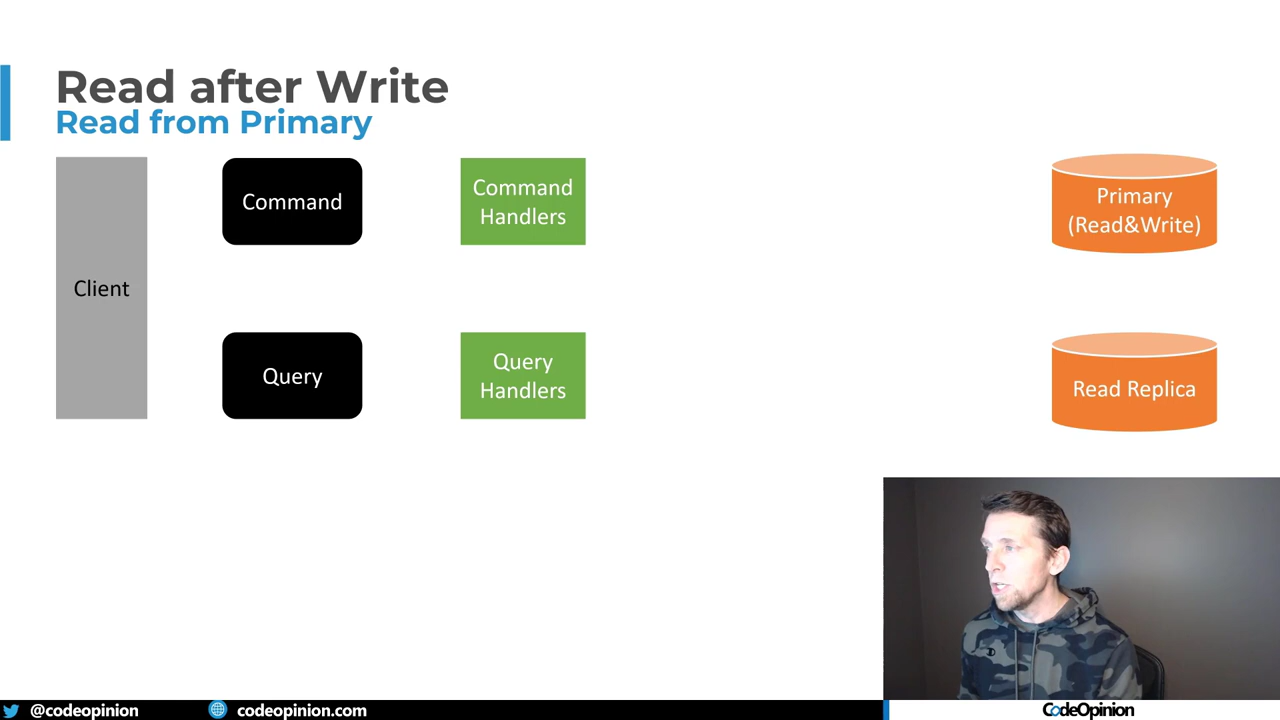 Read after Write
Read from Primary
Client
Command
Command
Handlers
Primary
(Read&Write)
Query
Query
Handlers
Read Replica
@codeopinion
codeopinion.com
CodeOpinion